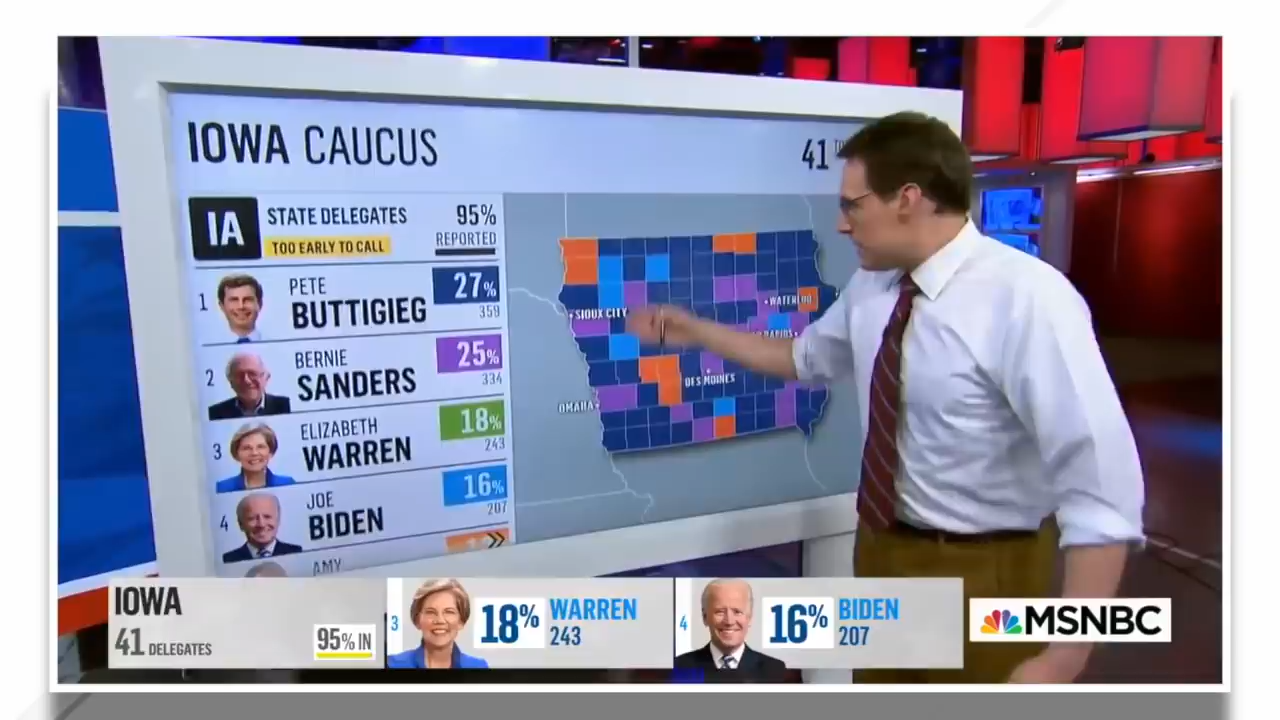 IOWA CAUCUS
41
IA
STATE DELEGATES
TOO EARLY TO CALL
95%
REPORTED
1
PETE
BUTTIGIEG
27%
359
2
BERNIE
SANDERS
25%
334
3
ELIZABETH
WARREN
18%
243
4
JOE
BIDEN
16%
207
AMY
SIOUX CITY
WATERLOO
DES MOINES
OMAHA
IOWA
41 DELEGATES
95% IN
3
18%
WARREN
243
4
16%
BIDEN
207
MSNBC